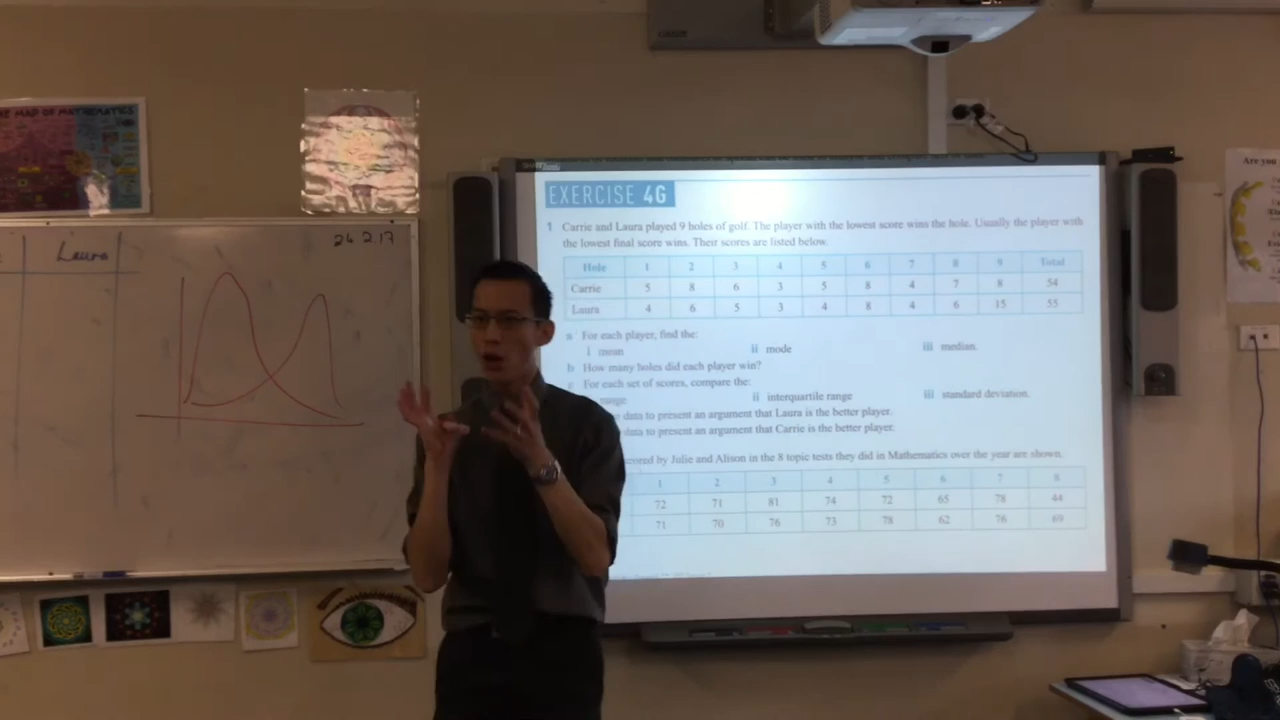 MAP OF MATHEMATICS
Laura
24 2 17
Are you
EXERCISE 4G
1 Carrie and Laura played 9 holes of golf. The player with the lowest score wins the hole. Usually the player with
the lowest final score wins. Their scores are listed below.
Hole 1 2 3 4 5 6 7 8 9 Total
Carrie 5 8 6 3 5 8 4 7 8 54
Laura 4 6 5 3 4 8 4 6 15 55
a For each player, find the:
i mean ii mode iii median.
b How many holes did each player win?
c For each set of scores, compare the:
range ii interquartile range iii standard deviation.
data to present an argument that Laura is the better player.
data to present an argument that Carrie is the better player.
scored by Julie and Alison in the 8 topic tests they did in Mathematics over the year are shown.
1 2 3 4 5 6 7 8
72 71 81 74 72 65 78 44
71 70 76 73 78 62 76 69